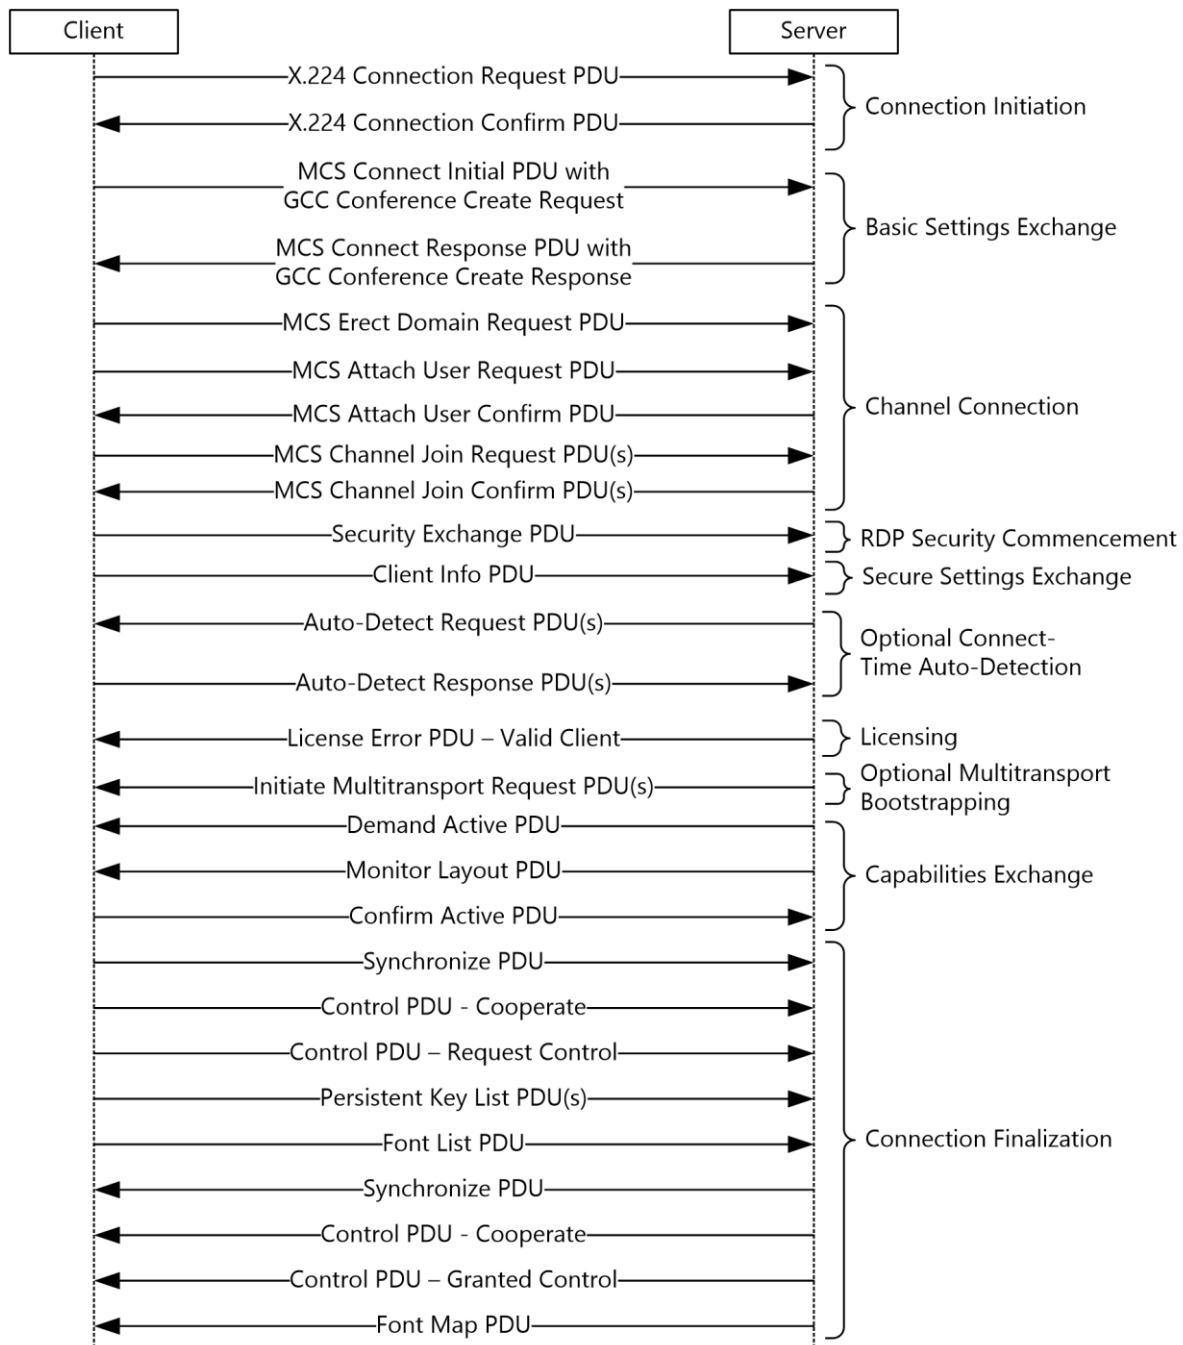 Client
Server
X.224 Connection Request PDU
Connection Initiation
X.224 Connection Confirm PDU
MCS Connect Initial PDU with
GCC Conference Create Request
Basic Settings Exchange
MCS Connect Response PDU with
GCC Conference Create Response
MCS Erect Domain Request PDU
MCS Attach User Request PDU
Channel Connection
MCS Attach User Confirm PDU
MCS Channel Join Request PDU(s)
MCS Channel Join Confirm PDU(s)
Security Exchange PDU
RDP Security Commencement
Client Info PDU
Secure Settings Exchange
Auto-Detect Request PDU(s)
Optional Connect-
Time Auto-Detection
Auto-Detect Response PDU(s)
License Error PDU – Valid Client
Licensing
Initiate Multitransport Request PDU(s)
Optional Multitransport
Bootstrapping
Demand Active PDU
Monitor Layout PDU
Capabilities Exchange
Confirm Active PDU
Synchronize PDU
Control PDU - Cooperate
Control PDU – Request Control
Persistent Key List PDU(s)
Font List PDU
Connection Finalization
Synchronize PDU
Control PDU - Cooperate
Control PDU – Granted Control
Font Map PDU